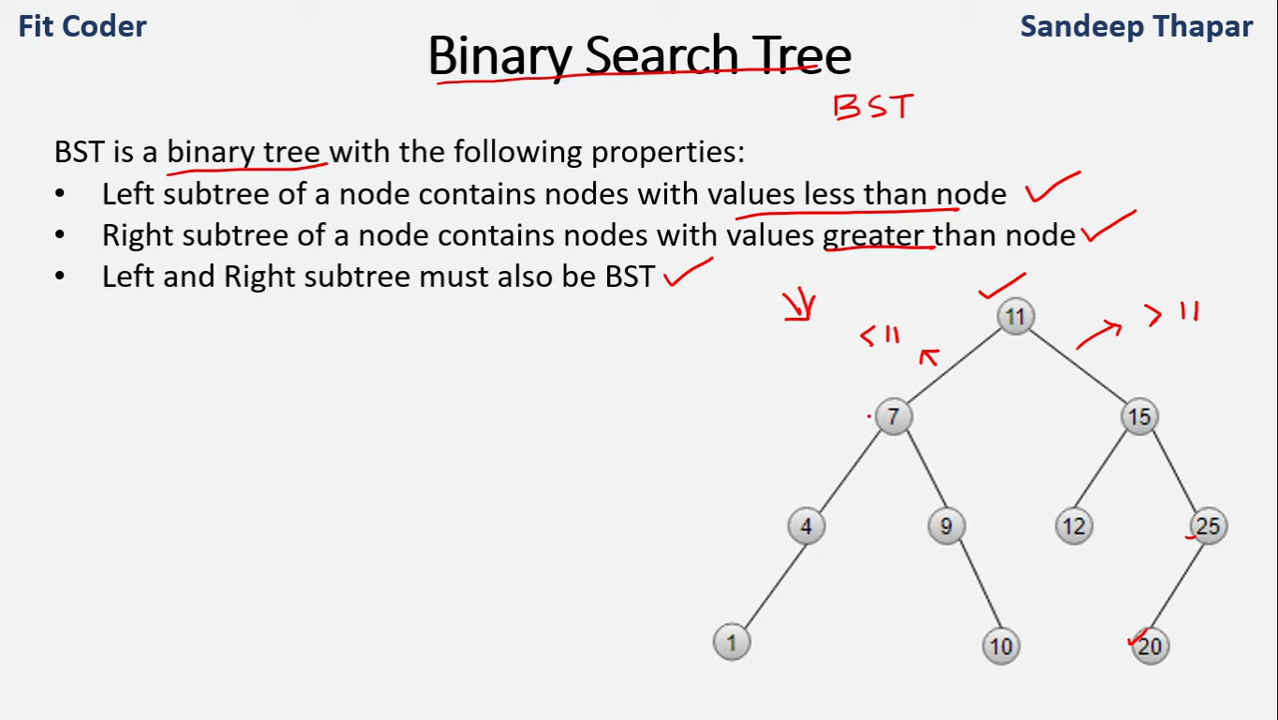 Fit Coder
Sandeep Thapar
Binary Search Tree
BST
BST is a binary tree with the following properties:
• Left subtree of a node contains nodes with values less than node
• Right subtree of a node contains nodes with values greater than node
• Left and Right subtree must also be BST
11
<11
>11
7
15
4
9
12
25
1
10
20